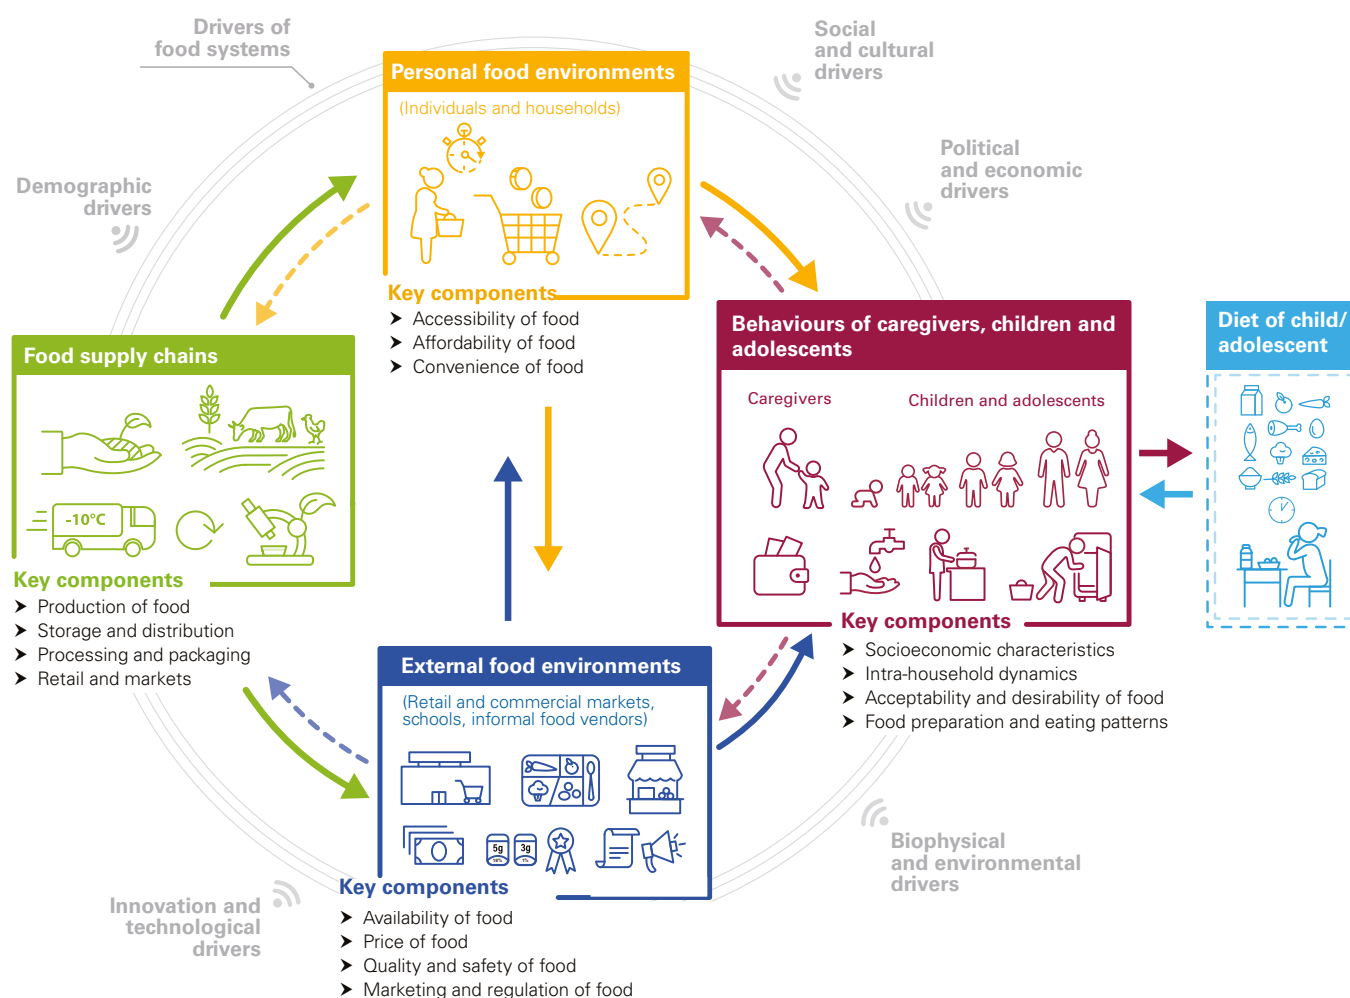 Drivers of
food systems
Social
and cultural
drivers
Personal food environments
(Individuals and households)
Political
and economic
drivers
Demographic
drivers
Key components
➤ Accessibility of food
➤ Affordability of food
➤ Convenience of food
Behaviours of caregivers, children and
adolescents
Caregivers
Children and adolescents
Diet of child/
adolescent
Food supply chains
-10°C
Key components
➤ Production of food
➤ Storage and distribution
➤ Processing and packaging
➤ Retail and markets
Key components
➤ Socioeconomic characteristics
➤ Intra-household dynamics
➤ Acceptability and desirability of food
➤ Food preparation and eating patterns
External food environments
(Retail and commercial markets,
schools, informal food vendors)
5g
3g
1%
Key components
➤ Availability of food
➤ Price of food
➤ Quality and safety of food
➤ Marketing and regulation of food
Biophysical
and environmental
drivers
Innovation and
technological
drivers